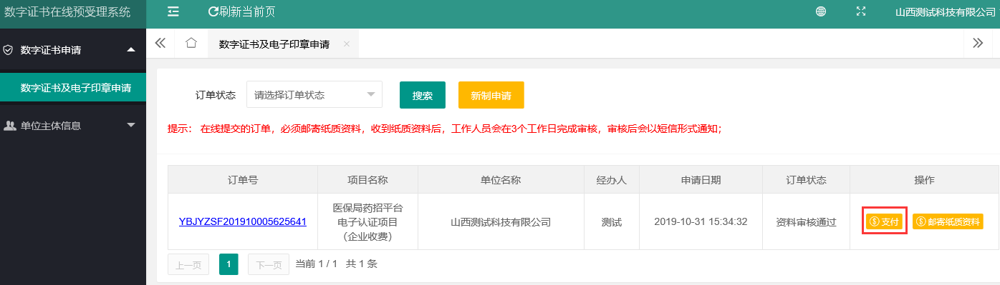 数字证书在线预受理系统
刷新当前页
山西测试科技有限公司
数字证书申请
数字证书及电子印章申请
数字证书及电子印章申请
单位主体信息
订单状态
请选择订单状态
搜索
新制申请
提示： 在线提交的订单，必须邮寄纸质资料，收到纸质资料后，工作人员会在3个工作日完成审核，审核后会以短信形式通知；
订单号
项目名称
单位名称
经办人
申请日期
订单状态
操作
YBJYZSF201910005625641
医保局药招平台
电子认证项目
（企业收费）
山西测试科技有限公司
测试
2019-10-31 15:34:32
资料审核通过
支付
邮寄纸质资料
上一页
1
下一页
当前 1 / 1 共 1 条